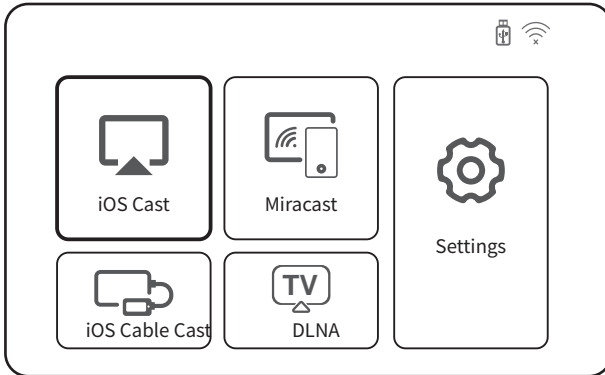 iOS Cast
Miracast
Settings
iOS Cable Cast
TV
DLNA